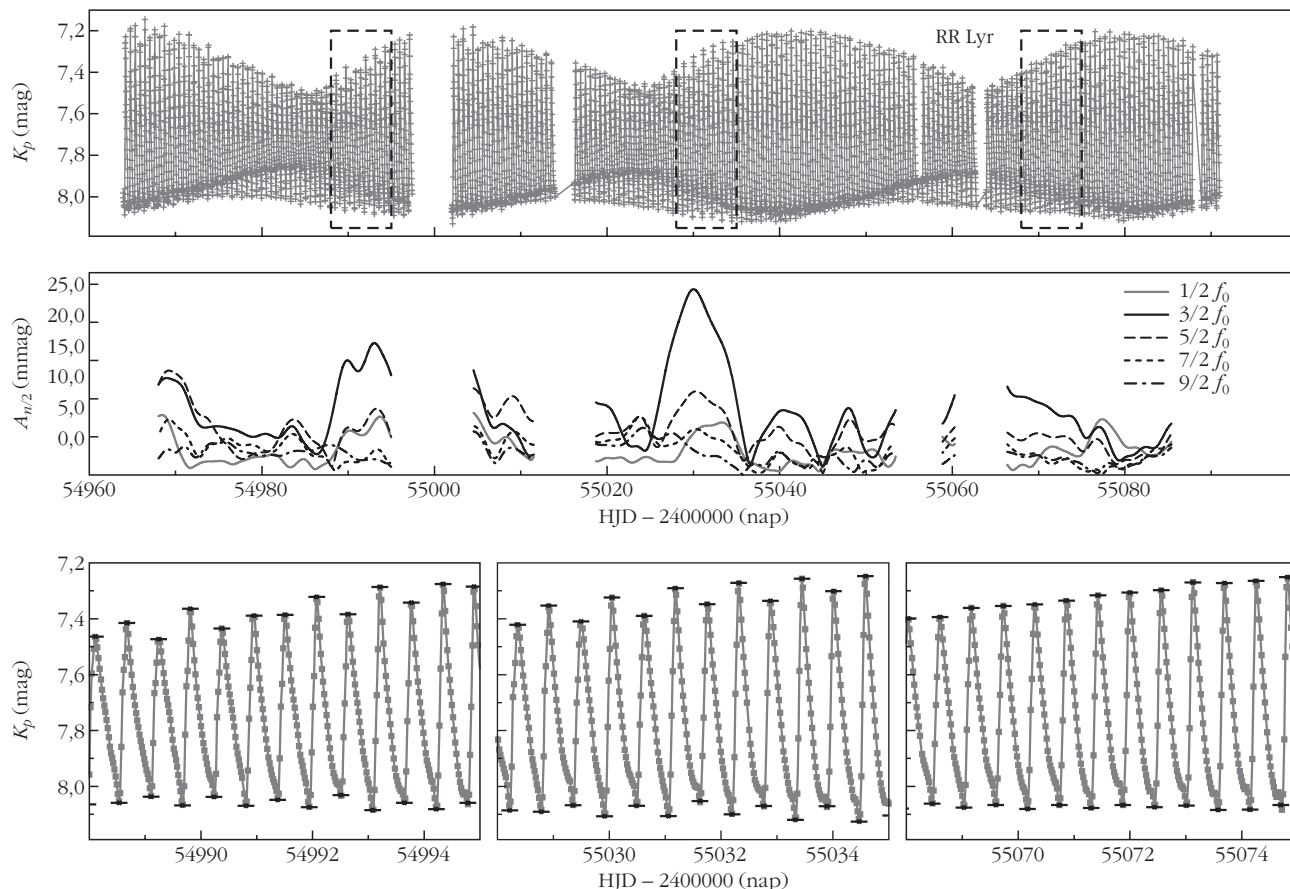 7,2
7,4
7,6
7,8
8,0
K_p (mag)
RR Lyr
25,0
20,0
15,0
10,0
5,0
0,0
A_{n/2} (mmag)
1/2 f_0
3/2 f_0
5/2 f_0
7/2 f_0
9/2 f_0
54960 54980 55000 55020 55040 55060 55080
HJD – 2400000 (nap)
7,2
7,4
7,6
7,8
8,0
K_p (mag)
54990 54992 54994 55030 55032 55034 55070 55072 55074
HJD – 2400000 (nap)